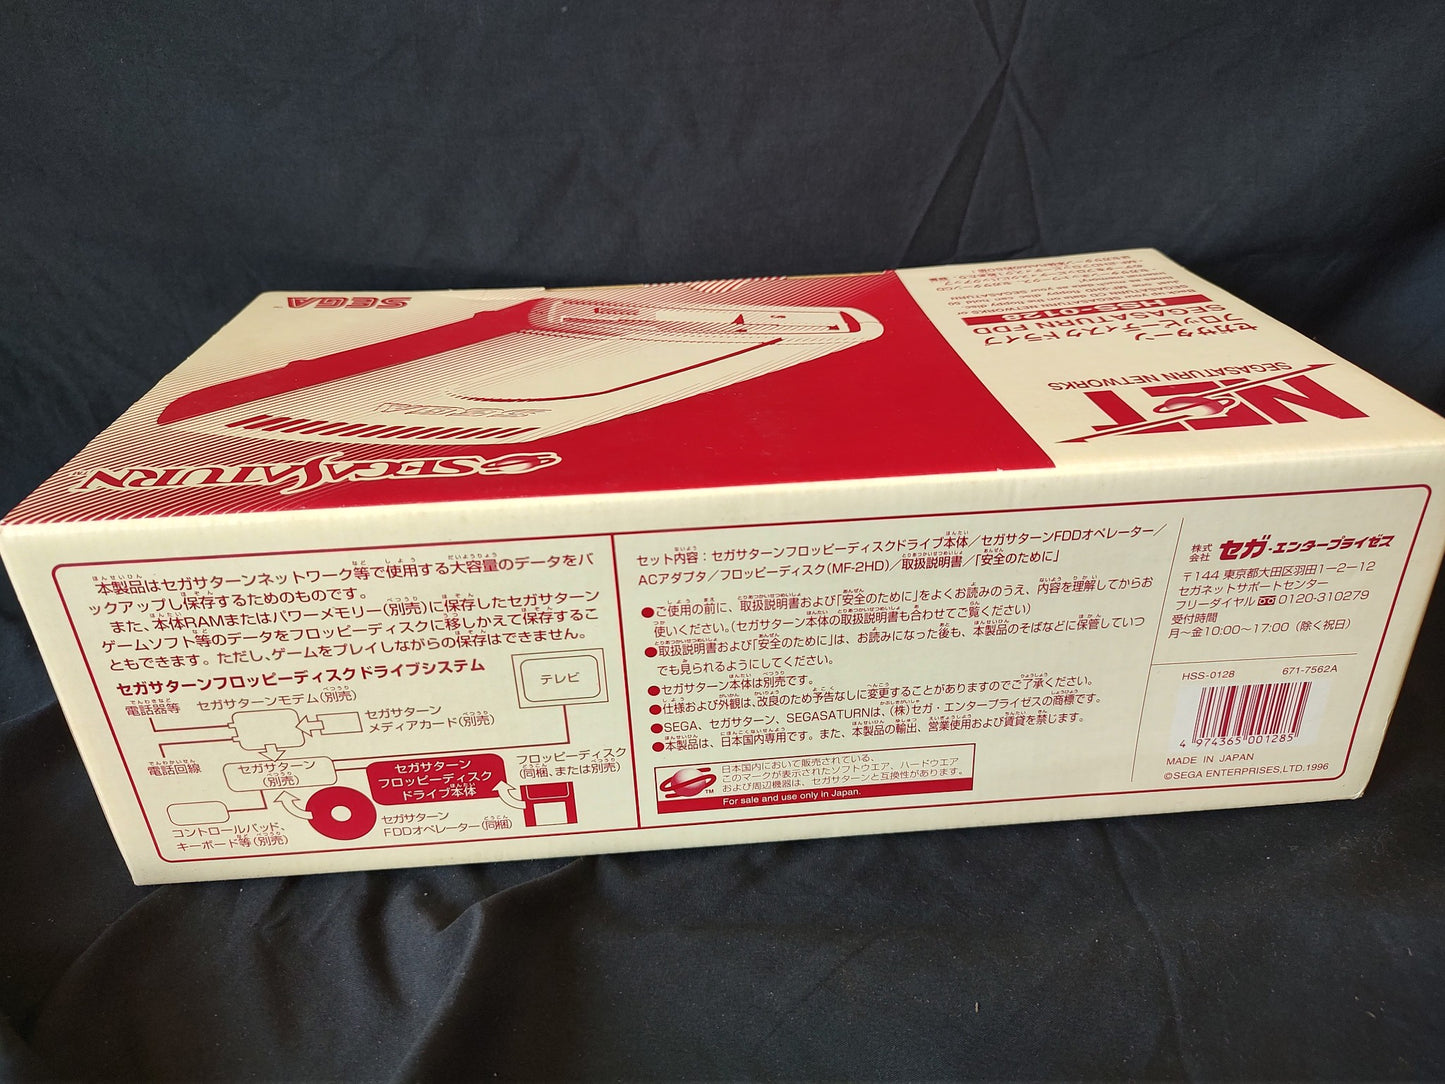 SEGA
SEGA
SEGASATURN™
セガサターン
フロッピーディスクドライブ
SEGASATURN FDD
HSS-0128
NET
SEGASATURN NETWORKS
本製品はセガサターンネットワーク等で使用する大容量のデータをバ
ックアップし保存するためのものです。
また、本体RAMまたはパワーメモリー(別売)に保存したセガサターン
ゲームソフト等のデータをフロッピーディスクに移しかえて保存するこ
ともできます。ただし、ゲームをプレイしながらの保存はできません。
セガサターンフロッピーディスクドライブシステム
電話器等
セガサターンモデム(別売)
セガサターン
メディアカード(別売)
テレビ
電話回線
セガサターン
(別売)
セガサターン
フロッピーディスク
ドライブ本体
フロッピーディスク
(同梱、または別売)
コントロールパッド、
キーボード等(別売)
セガサターン
FDDオペレーター(同梱)
セット内容:セガサターンフロッピーディスクドライブ本体/セガサターンFDDオペレーター/
ACアダプタ/フロッピーディスク(MF-2HD)/取扱説明書/「安全のために」
●ご使用の前に、取扱説明書および「安全のために」をよくお読みのうえ、内容を理解してからお
使いください。(セガサターン本体の取扱説明書も合わせてご覧ください)
●取扱説明書および「安全のために」は、お読みになった後も、本製品のそばなどに保管していつ
でも見られるようにしてください。
●セガサターン本体は別売です。
●仕様および外観は、改良のため予告なしに変更することがありますのでご了承ください。
●SEGA、セガサターン、SEGASATURNは、(株)セガ・エンタープライゼスの商標です。
●本製品は、日本国内専用です。また、本製品の輸出、営業使用および賃貸を禁じます。
日本国内において販売されている、
このマークが表示されたソフトウエア、ハードウエア
および周辺機器は、セガサターンと互換性があります。
TM
For sale and use only in Japan.
株式会社 セガ・エンタープライゼス
〒144 東京都大田区羽田1-2-12
セガネットサポートセンター
フリーダイヤル 0120-310279
受付時間
月~金10:00~17:00(除く祝日)
HSS-0128 671-7562A
4 974365 001285
MADE IN JAPAN
©SEGA ENTERPRISES,LTD.1996